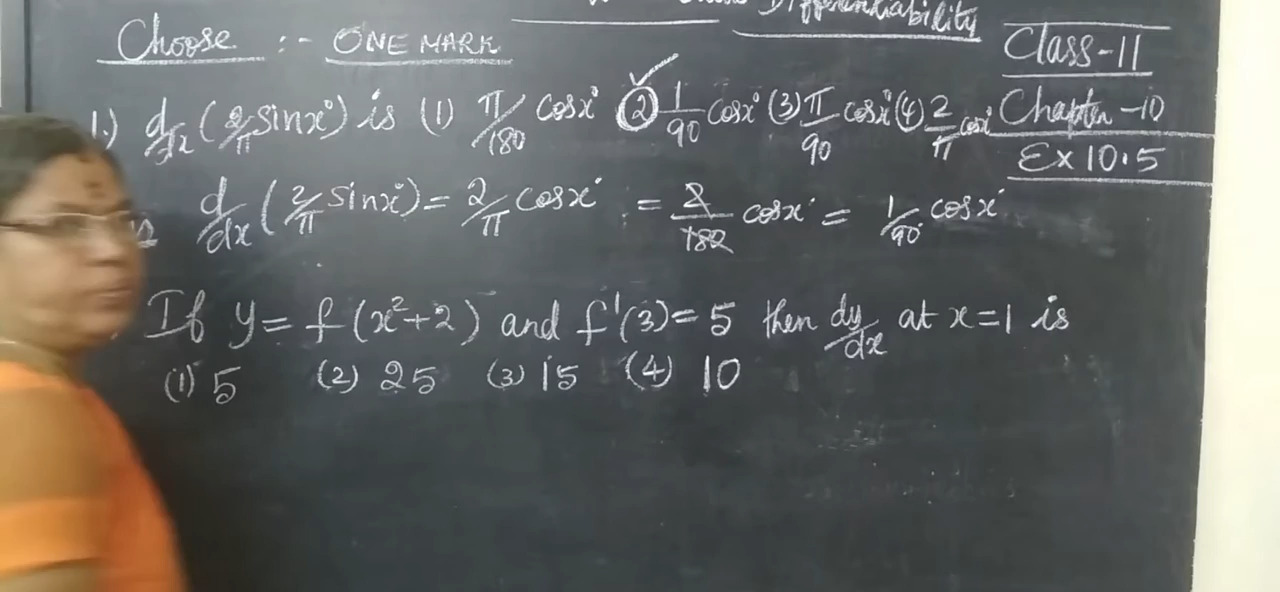 Differentiability
Choose :- ONE MARK
Class-11
Chapter -10
Ex 10.5
1.) d/dx (2/π sinx°) is (1) π/180 cosx° (2) 1/90 cosx° (3) π/90 cosx° (4) 2/π cosx°
d/dx (2/π sinx°) = 2/π cosx° = 2/180 cosx° = 1/90 cosx°
If y = f(x²+2) and f'(3) = 5 then dy/dx at x=1 is
(1) 5 (2) 25 (3) 15 (4) 10